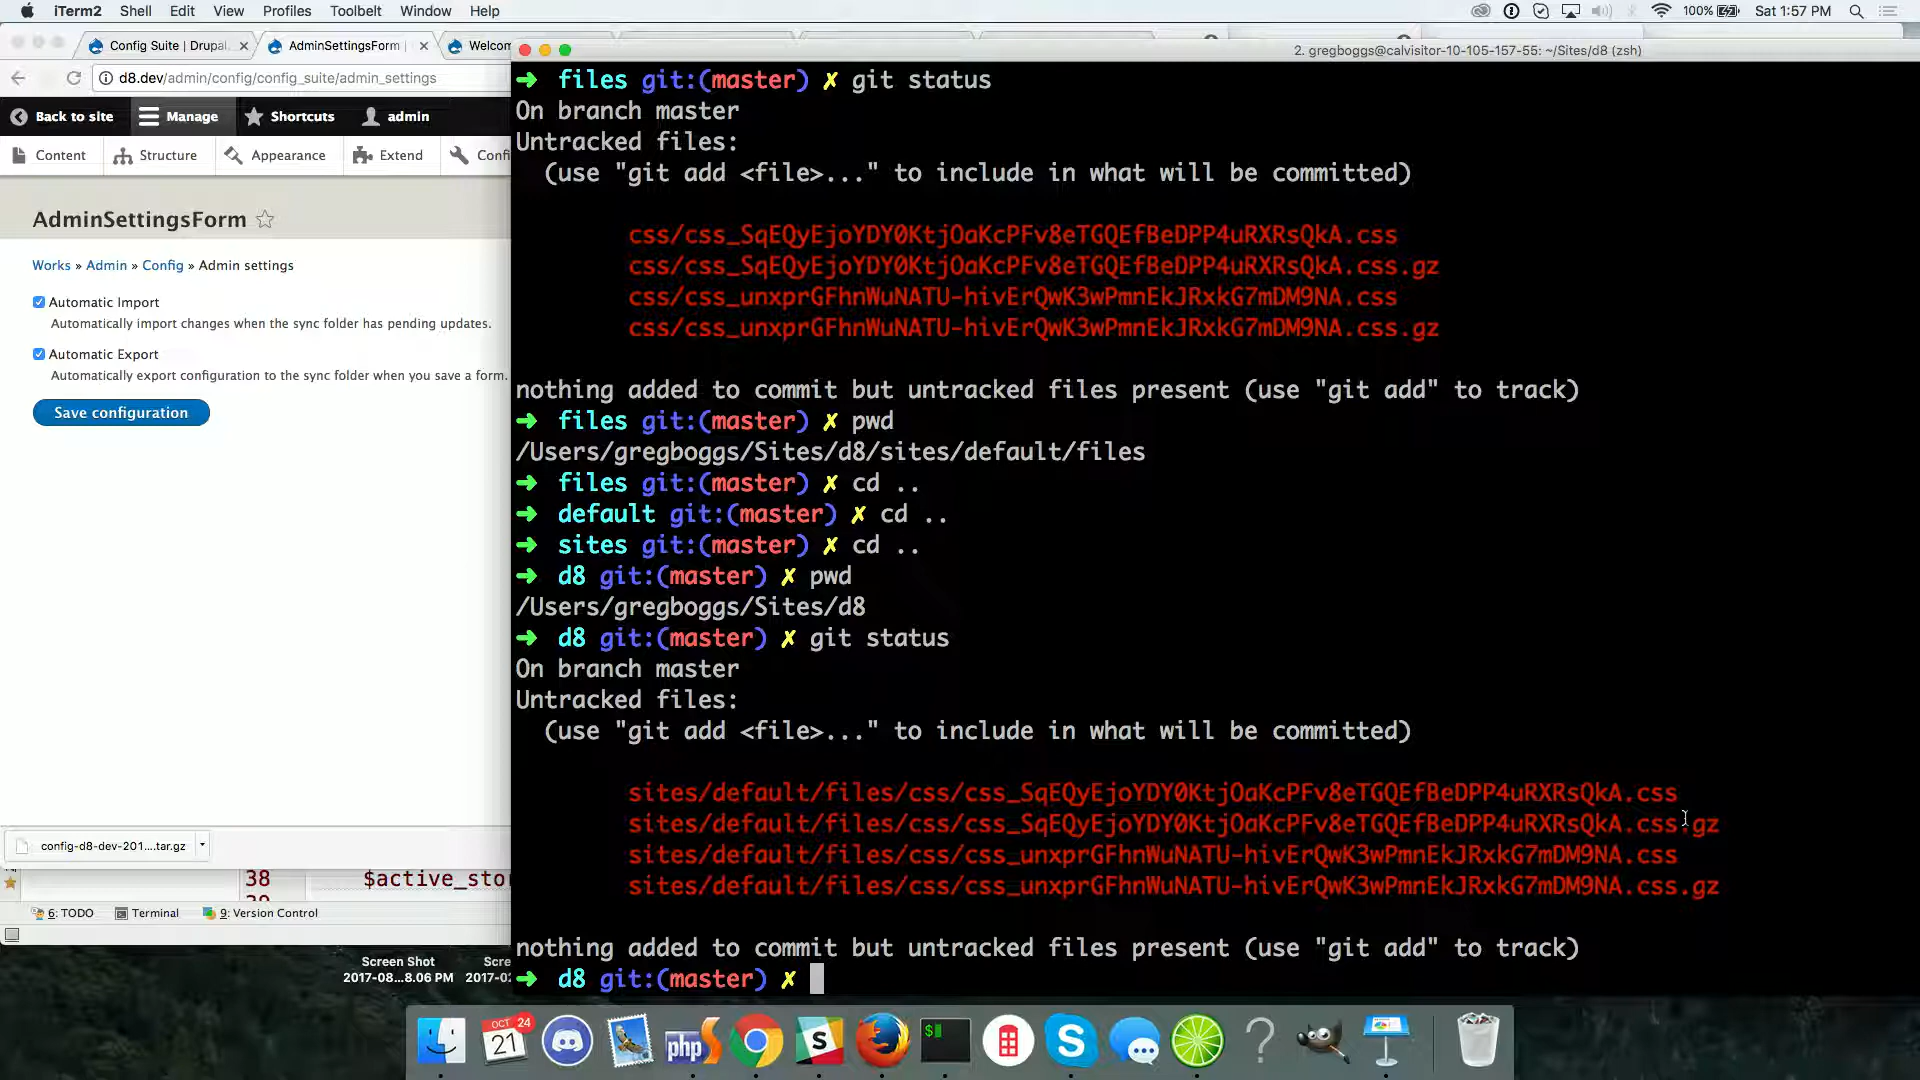 iTerm2 Shell Edit View Profiles Toolbelt Window Help 100% Sat 1:57 PM
Config Suite | Drupal. AdminSettingsForm | Welcom
2. gregboggs@calvisitor-10-105-157-55: ~/Sites/d8 (zsh)
d8.dev/admin/config/config_suite/admin_settings
Back to site Manage Shortcuts admin
Content Structure Appearance Extend Confi
AdminSettingsForm
Works » Admin » Config » Admin settings
Automatic Import
Automatically import changes when the sync folder has pending updates.
Automatic Export
Automatically export configuration to the sync folder when you save a form.
Save configuration
config-d8-dev-201....tar.gz
38 $active_sto
39
6: TODO Terminal 9: Version Control
➜ files git:(master) ✗ git status
On branch master
Untracked files:
(use "git add <file>..." to include in what will be committed)
css/css_SqEQyEjoYDY0KtjOaKcPFv8eTGQEfBeDPP4uRXRsQkA.css
css/css_SqEQyEjoYDY0KtjOaKcPFv8eTGQEfBeDPP4uRXRsQkA.css.gz
css/css_unxprGFhnWuNATU-hivErQwK3wPmnEkJRxkG7mDM9NA.css
css/css_unxprGFhnWuNATU-hivErQwK3wPmnEkJRxkG7mDM9NA.css.gz
nothing added to commit but untracked files present (use "git add" to track)
➜ files git:(master) ✗ pwd
/Users/gregboggs/Sites/d8/sites/default/files
➜ files git:(master) ✗ cd ..
➜ default git:(master) ✗ cd ..
➜ sites git:(master) ✗ cd ..
➜ d8 git:(master) ✗ pwd
/Users/gregboggs/Sites/d8
➜ d8 git:(master) ✗ git status
On branch master
Untracked files:
(use "git add <file>..." to include in what will be committed)
sites/default/files/css/css_SqEQyEjoYDY0KtjOaKcPFv8eTGQEfBeDPP4uRXRsQkA.css
sites/default/files/css/css_SqEQyEjoYDY0KtjOaKcPFv8eTGQEfBeDPP4uRXRsQkA.css.gz
sites/default/files/css/css_unxprGFhnWuNATU-hivErQwK3wPmnEkJRxkG7mDM9NA.css
sites/default/files/css/css_unxprGFhnWuNATU-hivErQwK3wPmnEkJRxkG7mDM9NA.css.gz
nothing added to commit but untracked files present (use "git add" to track)
➜ d8 git:(master) ✗
Screen Shot Scre
2017-08...8.06 PM 2017-02
OCT 24
21
php S $ S ?